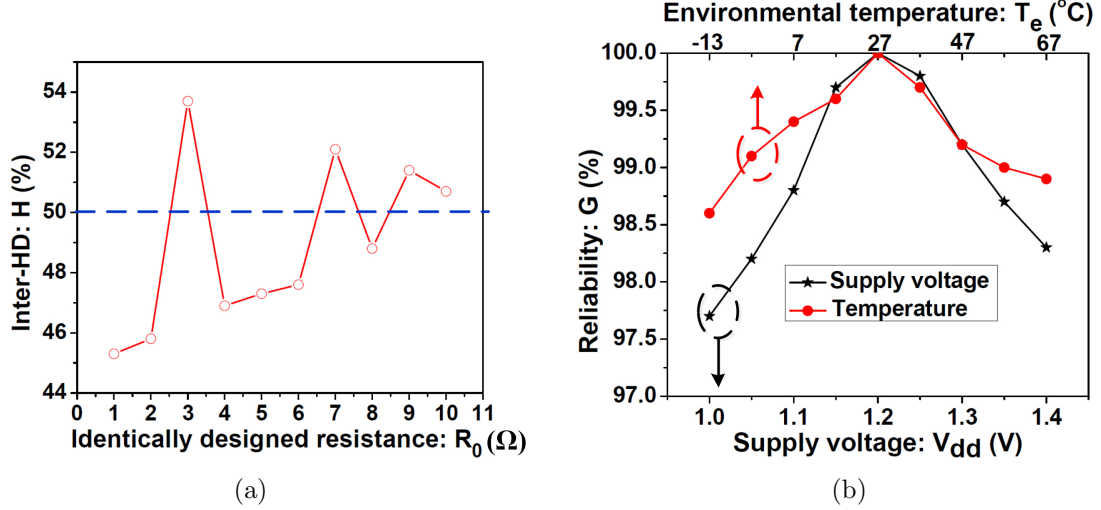 54
52
50
48
46
44
0 1 2 3 4 5 6 7 8 9 10 11
Inter-HD: H (%)
Identically designed resistance: R0 (Ω)
(a)
Environmental temperature: Te (oC)
-13 7 27 47 67
100.0
99.5
99.0
98.5
98.0
97.5
97.0
Reliability: G (%)
Supply voltage
Temperature
1.0 1.1 1.2 1.3 1.4
Supply voltage: Vdd (V)
(b)